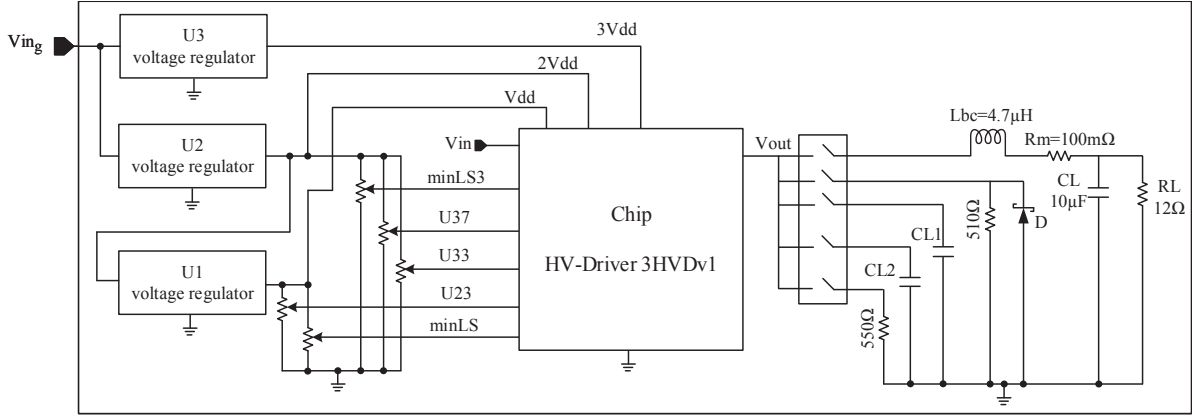 Ving
U3
voltage regulator
3Vdd
2Vdd
Vdd
U2
voltage regulator
Vin
minLS3
U37
U33
U23
minLS
U1
voltage regulator
Chip
HV-Driver 3HVDv1
Vout
Lbc=4.7μH
Rm=100mΩ
CL
10μF
RL
12Ω
510Ω
D
CL1
CL2
550Ω